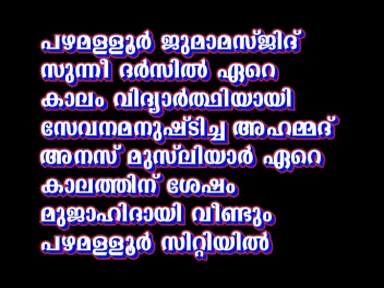 പഴമള്ളൂർ ജുമാമസ്ജിദ്
സുന്നീ ദർസിൽ ഏറെ
കാലം വിദ്യാർത്ഥിയായി
സേവനമനുഷ്ടിച്ച അഹമ്മദ്
അനസ് മുസ്‌ലിയാർ ഏറെ
കാലത്തിന് ശേഷം
മുജാഹിദായി വീണ്ടും
പഴമള്ളൂർ സിറ്റിയിൽ